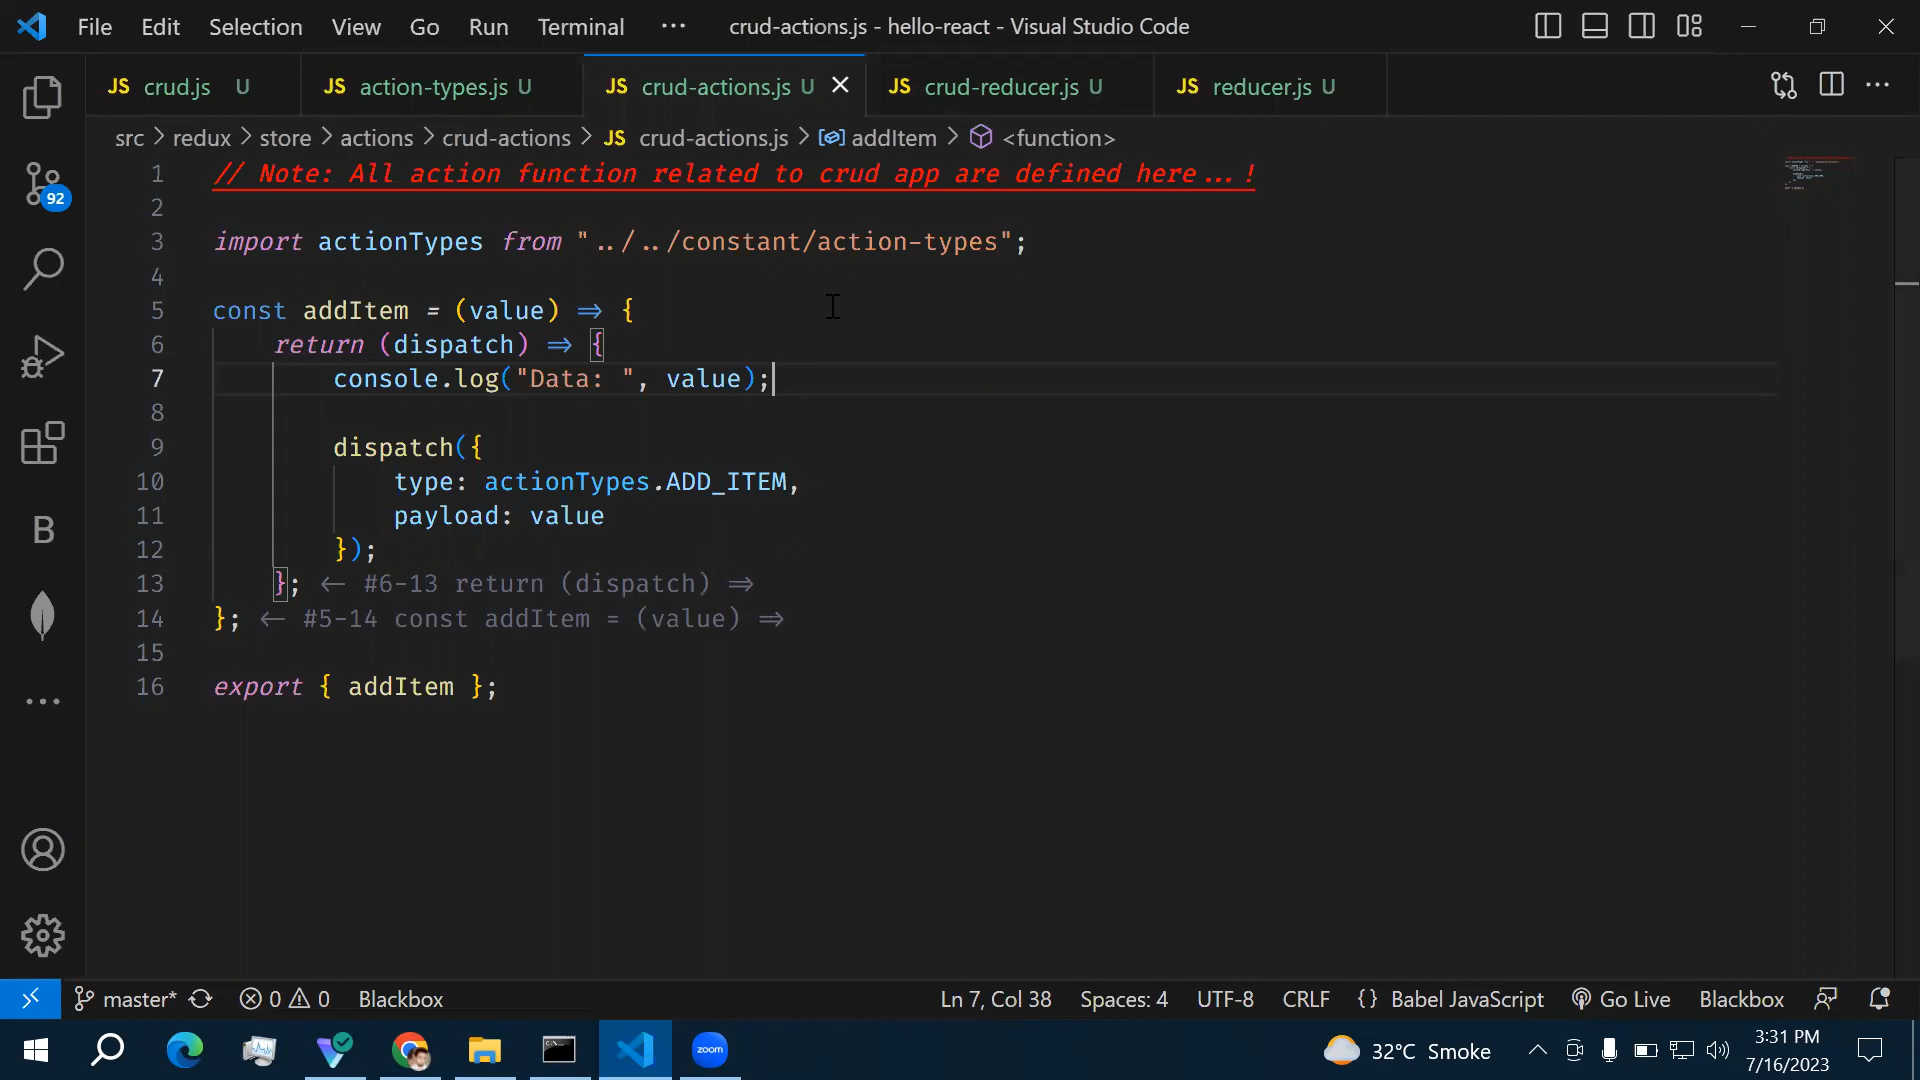 File Edit Selection View Go Run Terminal ··· crud-actions.js - hello-react - Visual Studio Code
JS crud.js U JS action-types.js U JS crud-actions.js U JS crud-reducer.js U JS reducer.js U
src > redux > store > actions > crud-actions > JS crud-actions.js > addItem > <function>
1 // Note: All action function related to crud app are defined here...!
2
3 import actionTypes from "../../constant/action-types";
4
5 const addItem = (value) => {
6 return (dispatch) => {
7 console.log("Data: ", value);
8
9 dispatch({
10 type: actionTypes.ADD_ITEM,
11 payload: value
12 });
13 }; <- #6-13 return (dispatch) =>
14 }; <- #5-14 const addItem = (value) =>
15
16 export { addItem };
92
B
master* 0 0 Blackbox Ln 7, Col 38 Spaces: 4 UTF-8 CRLF {} Babel JavaScript Go Live Blackbox
zoom 32°C Smoke 3:31 PM
7/16/2023